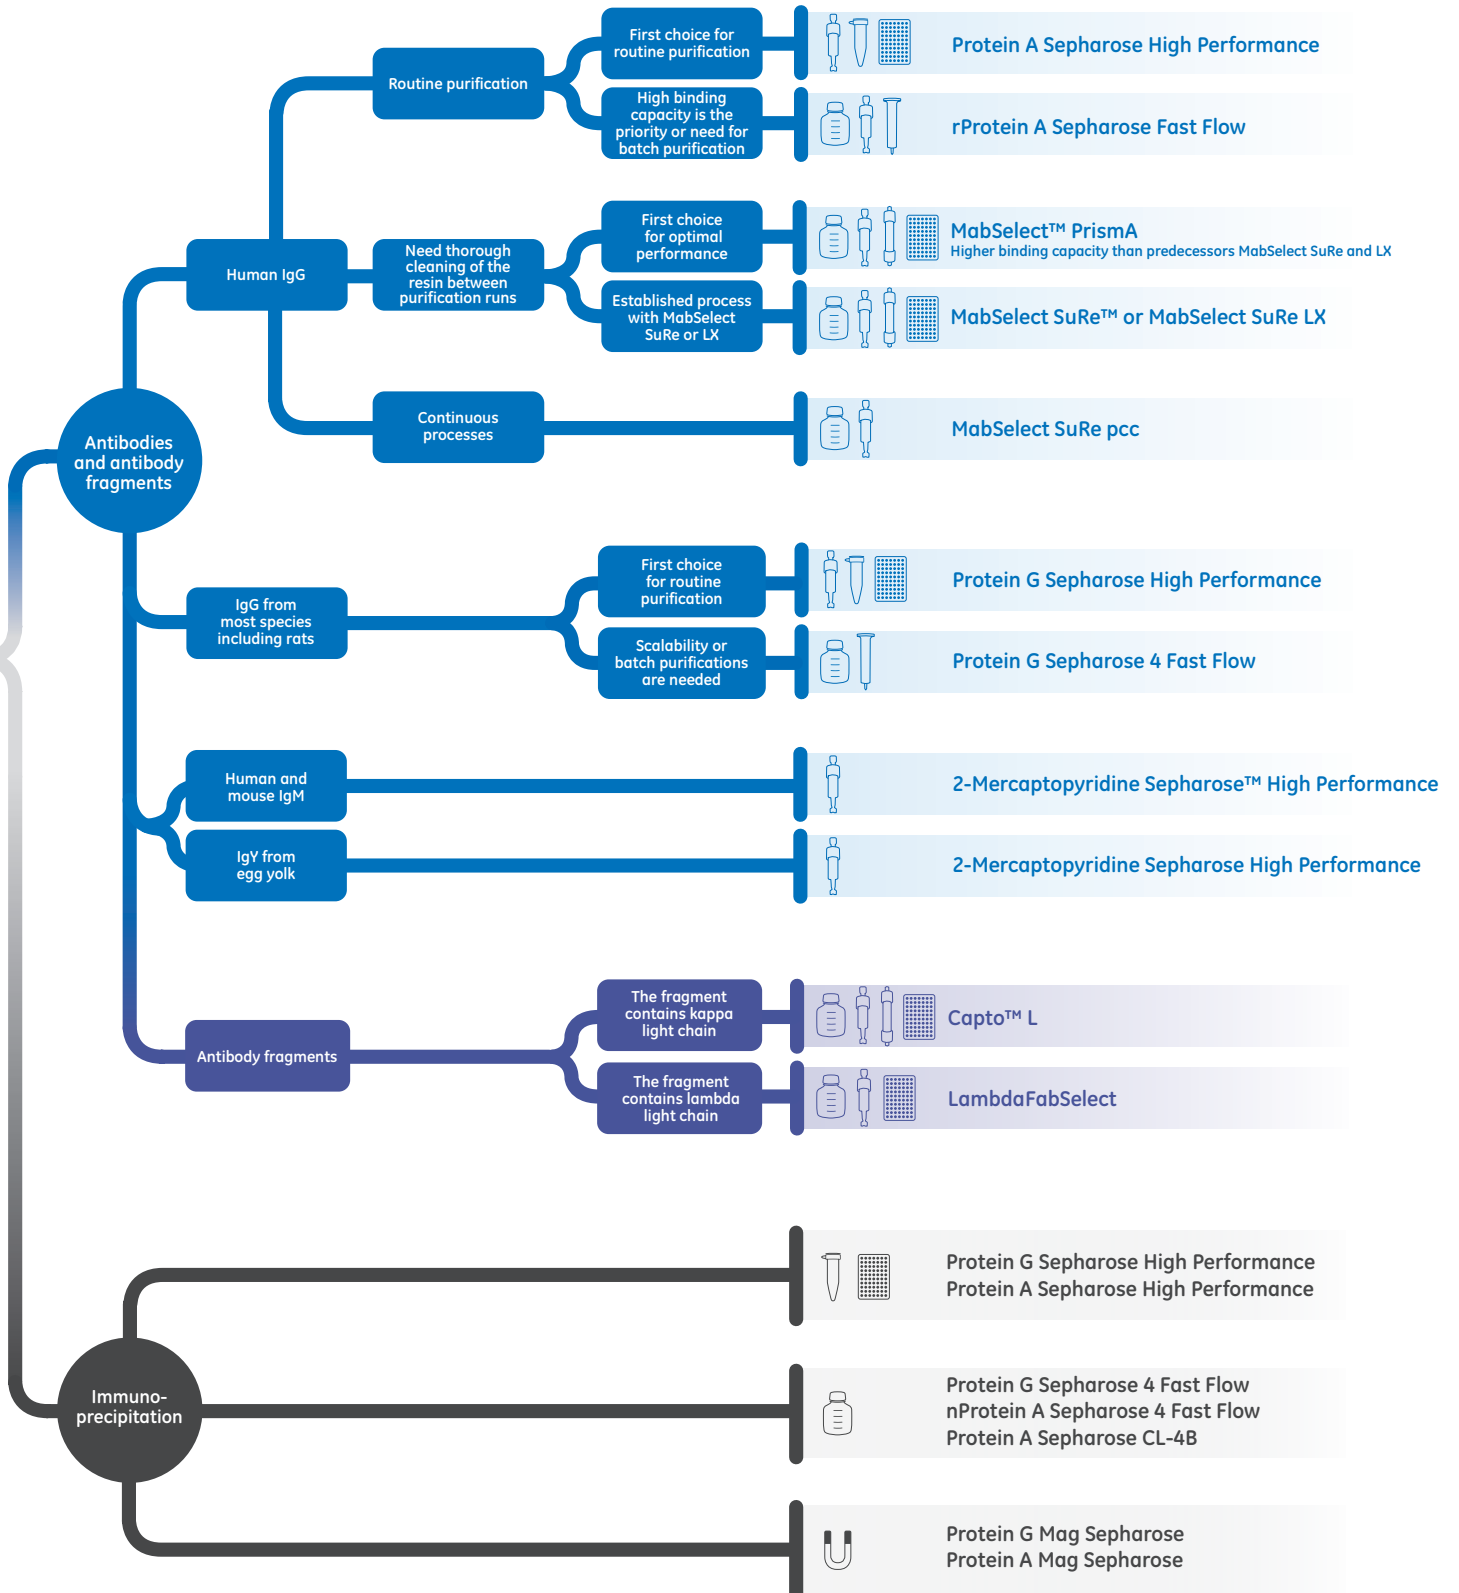 First choice for
routine purification
Protein A Sepharose High Performance
Routine purification
High binding
capacity is the
priority or need for
batch purification
rProtein A Sepharose Fast Flow
First choice
for optimal
performance
MabSelect™ PrismA
Higher binding capacity than predecessors MabSelect SuRe and LX
Human IgG
Need thorough
cleaning of the
resin between
purification runs
Established process
with MabSelect
SuRe or LX
MabSelect SuRe™ or MabSelect SuRe LX
Continuous
processes
MabSelect SuRe pcc
Antibodies
and antibody
fragments
First choice
for routine
purification
Protein G Sepharose High Performance
IgG from
most species
including rats
Scalability or
batch purifications
are needed
Protein G Sepharose 4 Fast Flow
Human and
mouse IgM
2-Mercaptopyridine Sepharose™ High Performance
IgY from
egg yolk
2-Mercaptopyridine Sepharose High Performance
The fragment
contains kappa
light chain
Capto™ L
Antibody fragments
The fragment
contains lambda
light chain
LambdaFabSelect
Protein G Sepharose High Performance
Protein A Sepharose High Performance
Immuno-
precipitation
Protein G Sepharose 4 Fast Flow
nProtein A Sepharose 4 Fast Flow
Protein A Sepharose CL-4B
Protein G Mag Sepharose
Protein A Mag Sepharose